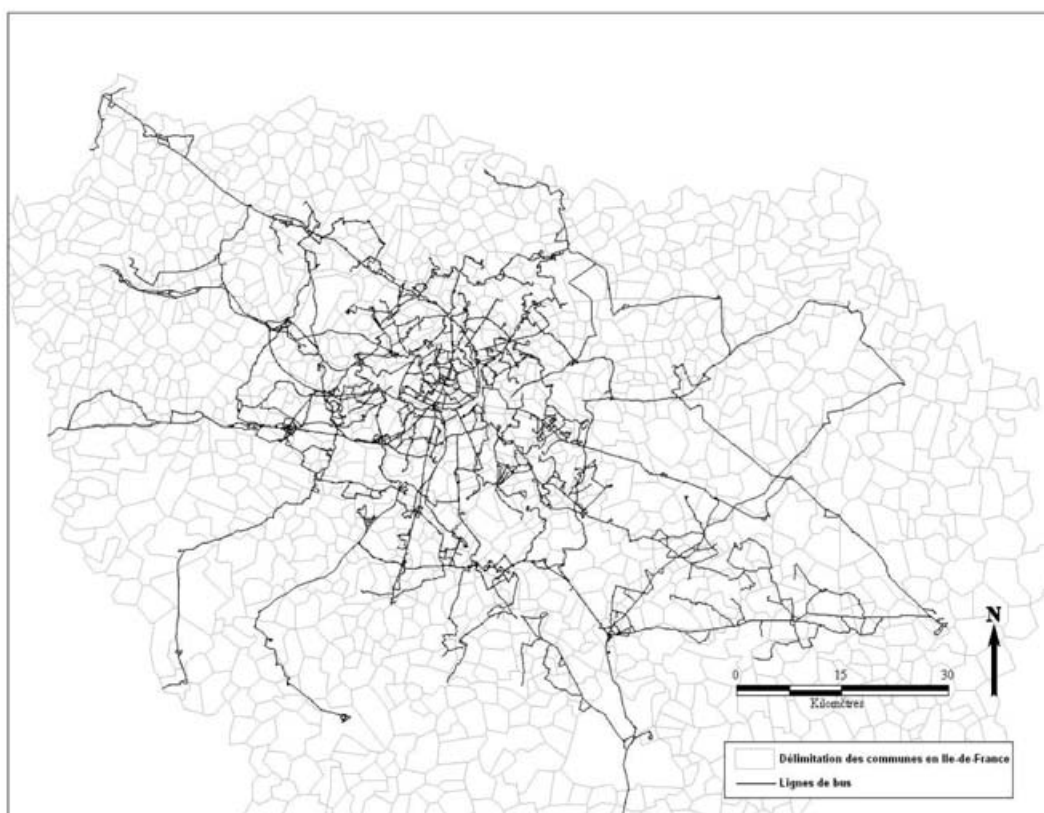 N
0 15 30
Kilomètres
Délimitation des communes en Ile-de-France
Lignes de bus